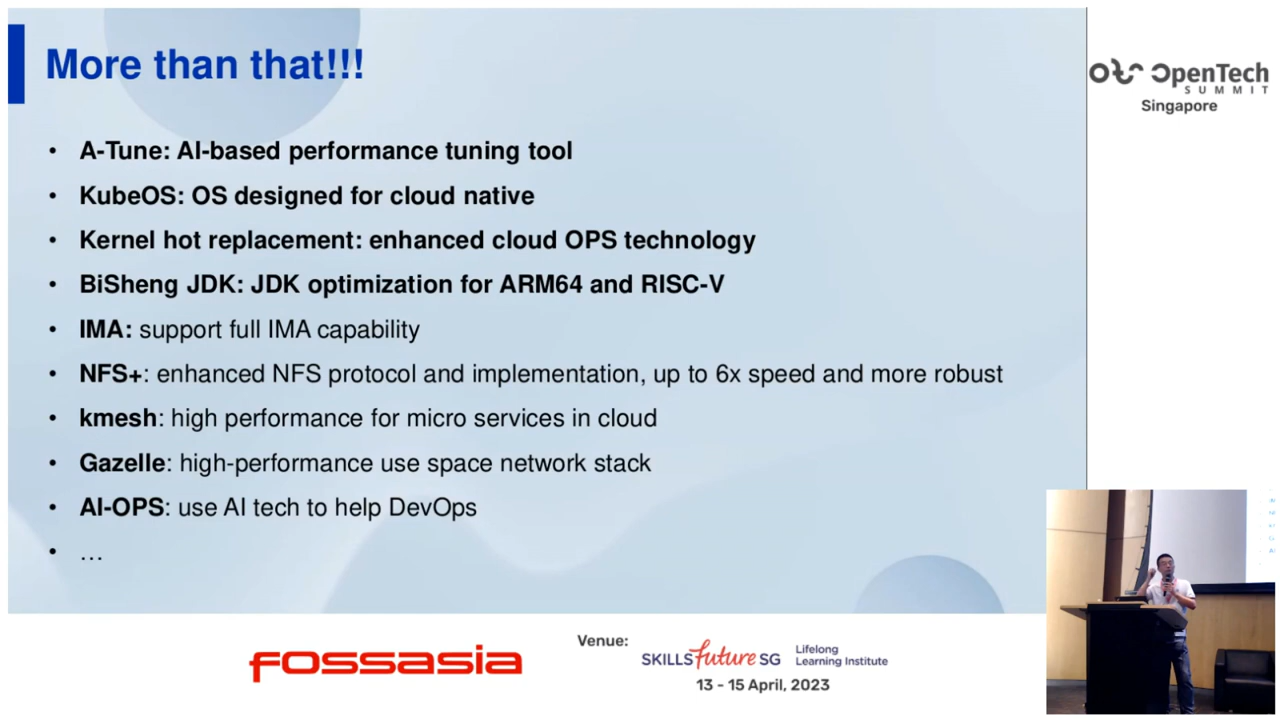 More than that!!!
• A-Tune: AI-based performance tuning tool
• KubeOS: OS designed for cloud native
• Kernel hot replacement: enhanced cloud OPS technology
• BiSheng JDK: JDK optimization for ARM64 and RISC-V
• IMA: support full IMA capability
• NFS+: enhanced NFS protocol and implementation, up to 6x speed and more robust
• kmesh: high performance for micro services in cloud
• Gazelle: high-performance use space network stack
• AI-OPS: use AI tech to help DevOps
• …
OpenTech
SUMMIT
Singapore
fossasia
Venue:
SKILLS future SG
Lifelong
Learning Institute
13 - 15 April, 2023